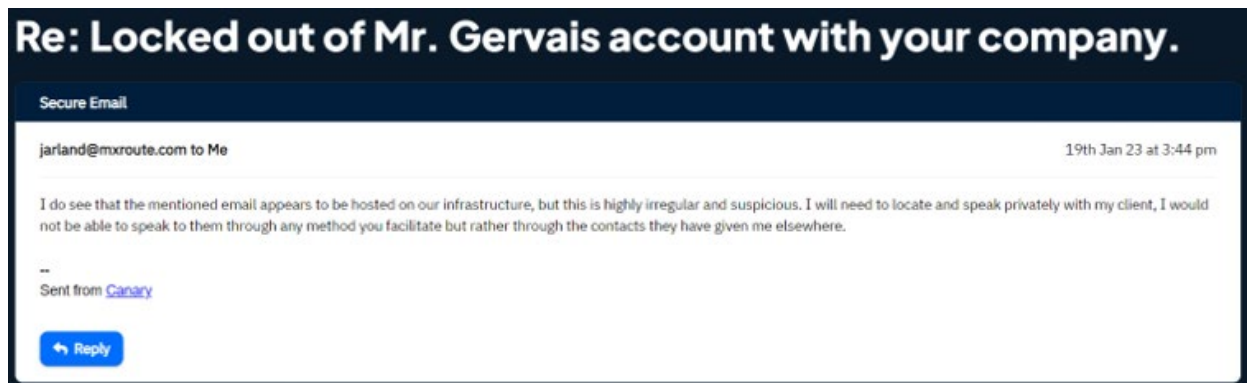 Re: Locked out of Mr. Gervais account with your company.
Secure Email
jarland@mxroute.com to Me
19th Jan 23 at 3:44 pm
I do see that the mentioned email appears to be hosted on our infrastructure, but this is highly irregular and suspicious. I will need to locate and speak privately with my client, I would
not be able to speak to them through any method you facilitate but rather through the contacts they have given me elsewhere.
--
Sent from Canary
Reply